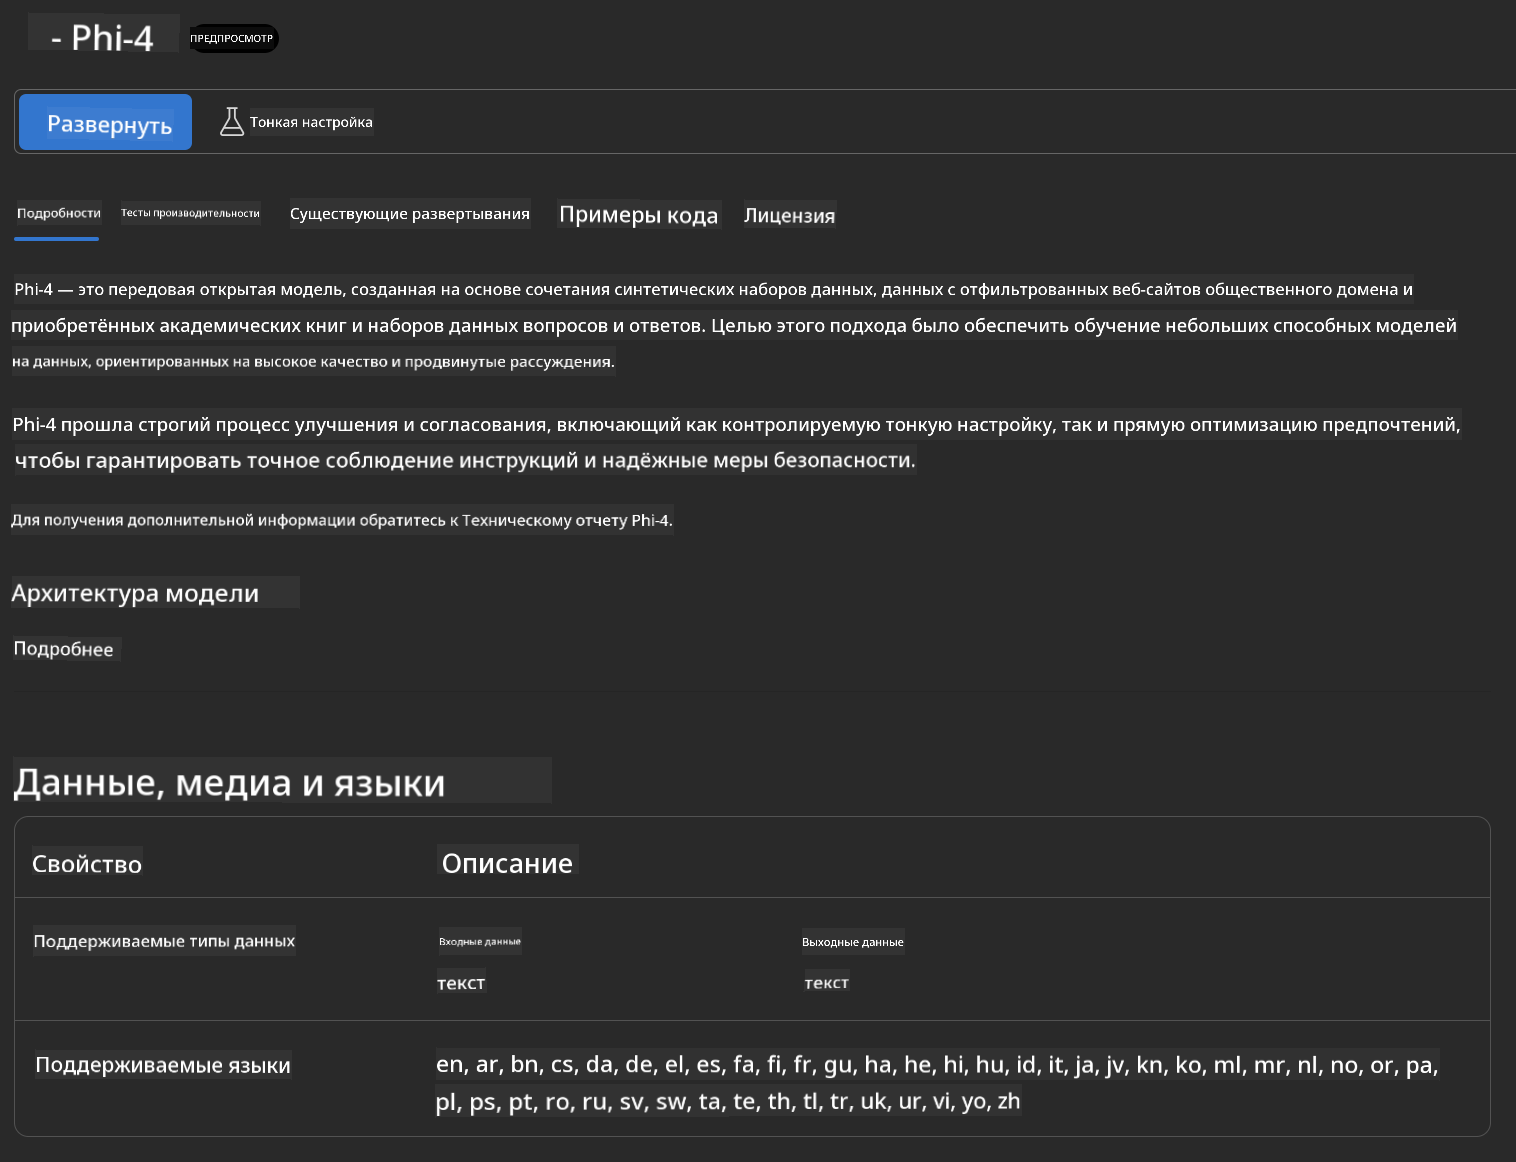 - Phi-4
ПРЕДПРОСМОТР
Развернуть
Тонкая настройка
Подробности
Тесты производительности
Существующие развертывания
Примеры кода
Лицензия
Phi-4 — это передовая открытая модель, созданная на основе сочетания синтетических наборов данных, данных с отфильтрованных веб-сайтов общественного домена и
приобретённых академических книг и наборов данных вопросов и ответов. Целью этого подхода было обеспечить обучение небольших способных моделей
на данных, ориентированных на высокое качество и продвинутые рассуждения.
Phi-4 прошла строгий процесс улучшения и согласования, включающий как контролируемую тонкую настройку, так и прямую оптимизацию предпочтений,
чтобы гарантировать точное соблюдение инструкций и надёжные меры безопасности.
Для получения дополнительной информации обратитесь к Техническому отчету Phi-4.
Архитектура модели
Подробнее
Данные, медиа и языки
Свойство
Описание
Поддерживаемые типы данных
Входные данные
Выходные данные
текст
текст
Поддерживаемые языки
en, ar, bn, cs, da, de, el, es, fa, fi, fr, gu, ha, he, hi, hu, id, it, ja, jv, kn, ko, ml, mr, nl, no, or, pa,
pl, ps, pt, ro, ru, sv, sw, ta, te, th, tl, tr, uk, ur, vi, yo, zh